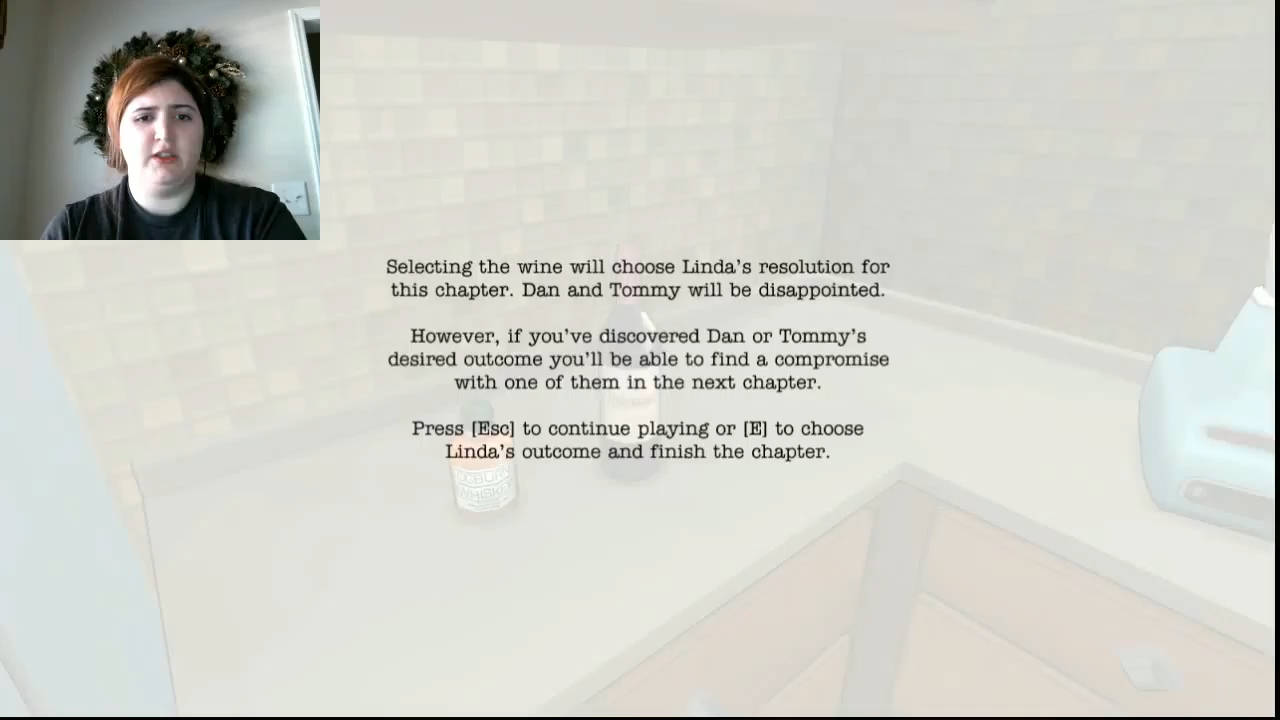 Selecting the wine will choose Linda's resolution for
this chapter. Dan and Tommy will be disappointed.
However, if you've discovered Dan or Tommy's
desired outcome you'll be able to find a compromise
with one of them in the next chapter.
Press [Esc] to continue playing or [E] to choose
Linda's outcome and finish the chapter.
WHISKEY